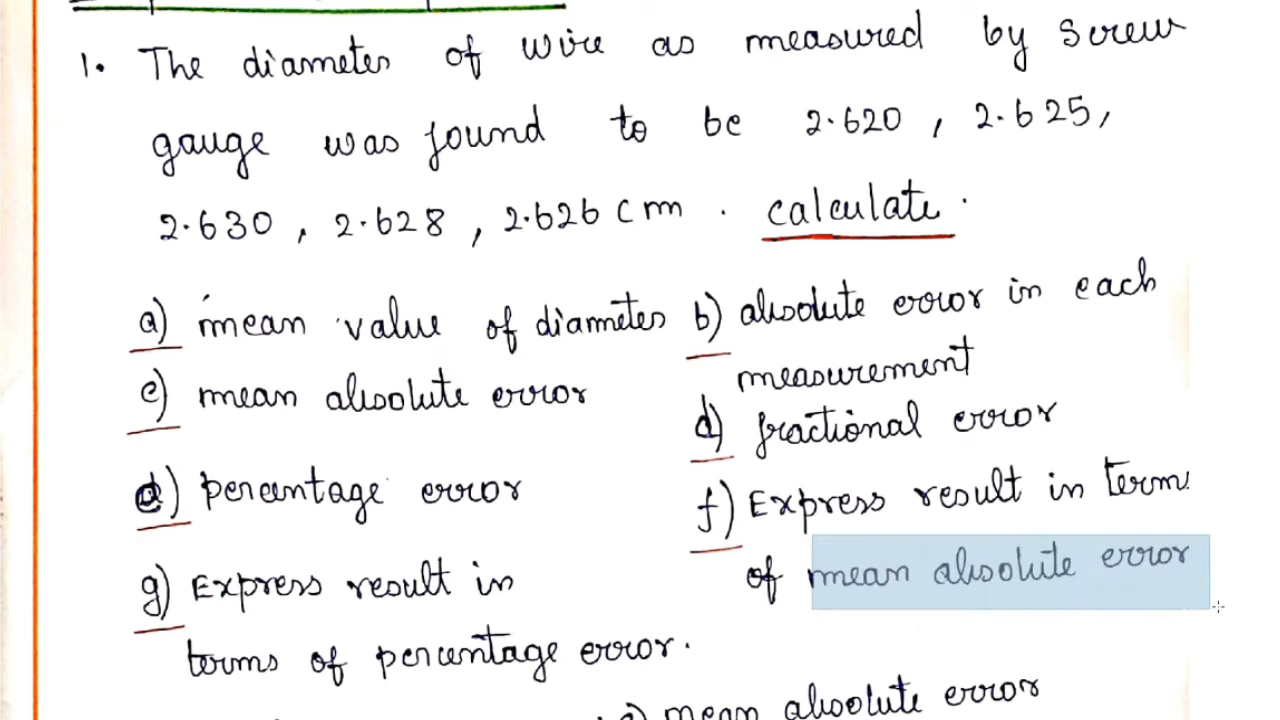 1. The diameter of wire as measured by screw
gauge was found to be 2.620 , 2.625,
2.630 , 2.628 , 2.626 cm . calculate .
a) mean value of diameter b) absolute error in each
measurement
c) mean absolute error
d) fractional error
e) percentage error
f) Express result in terms
of mean absolute error
g) Express result in
terms of percentage error.
mean absolute error